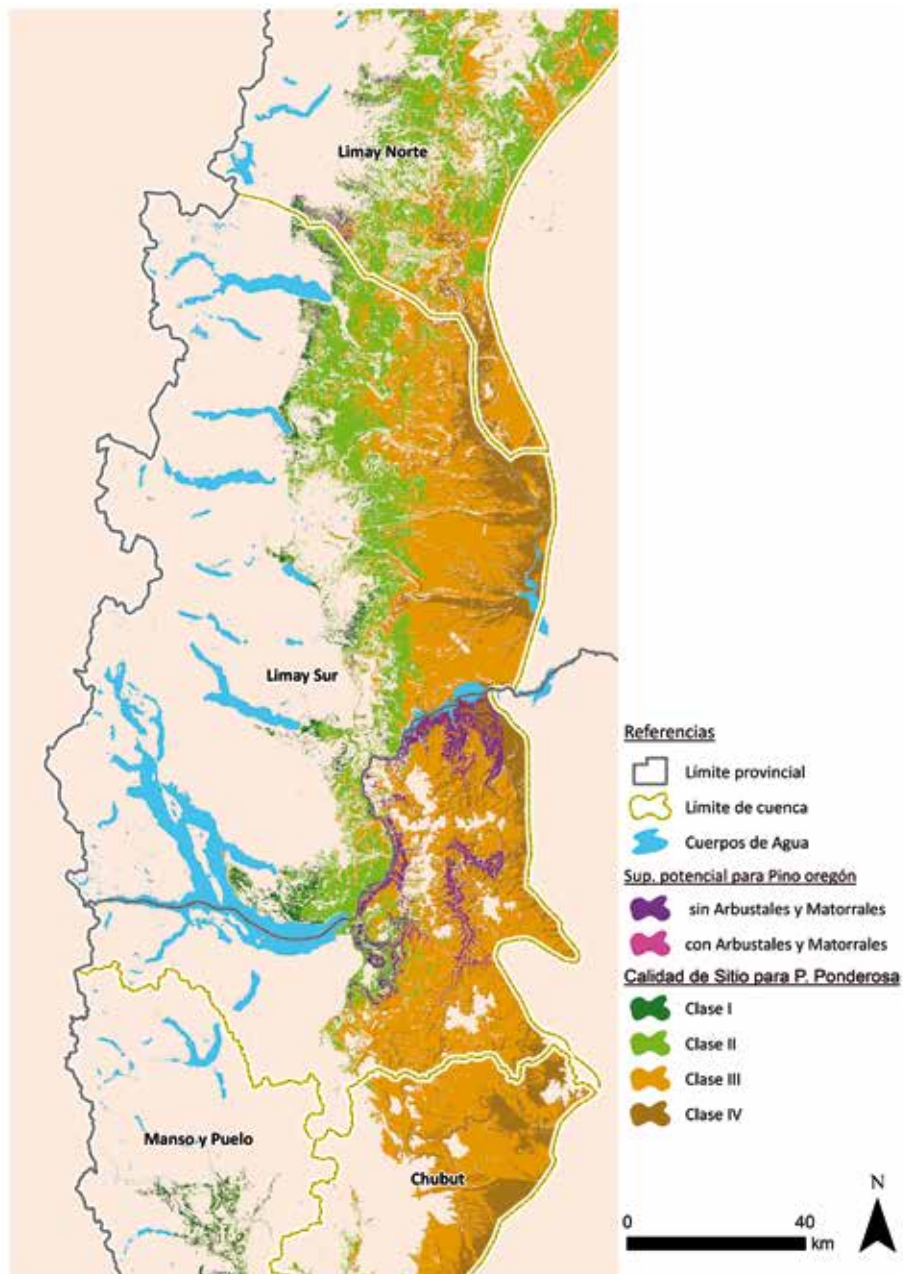 Limay Norte
Limay Sur
Manso y Puelo
Chubut
Referencias
Límite provincial
Límite de cuenca
Cuerpos de Agua
Sup. potencial para Pino oregón
sin Arbustales y Matorrales
con Arbustales y Matorrales
Calidad de Sitio para P. Ponderosa
Clase I
Clase II
Clase III
Clase IV
N
0 40
km